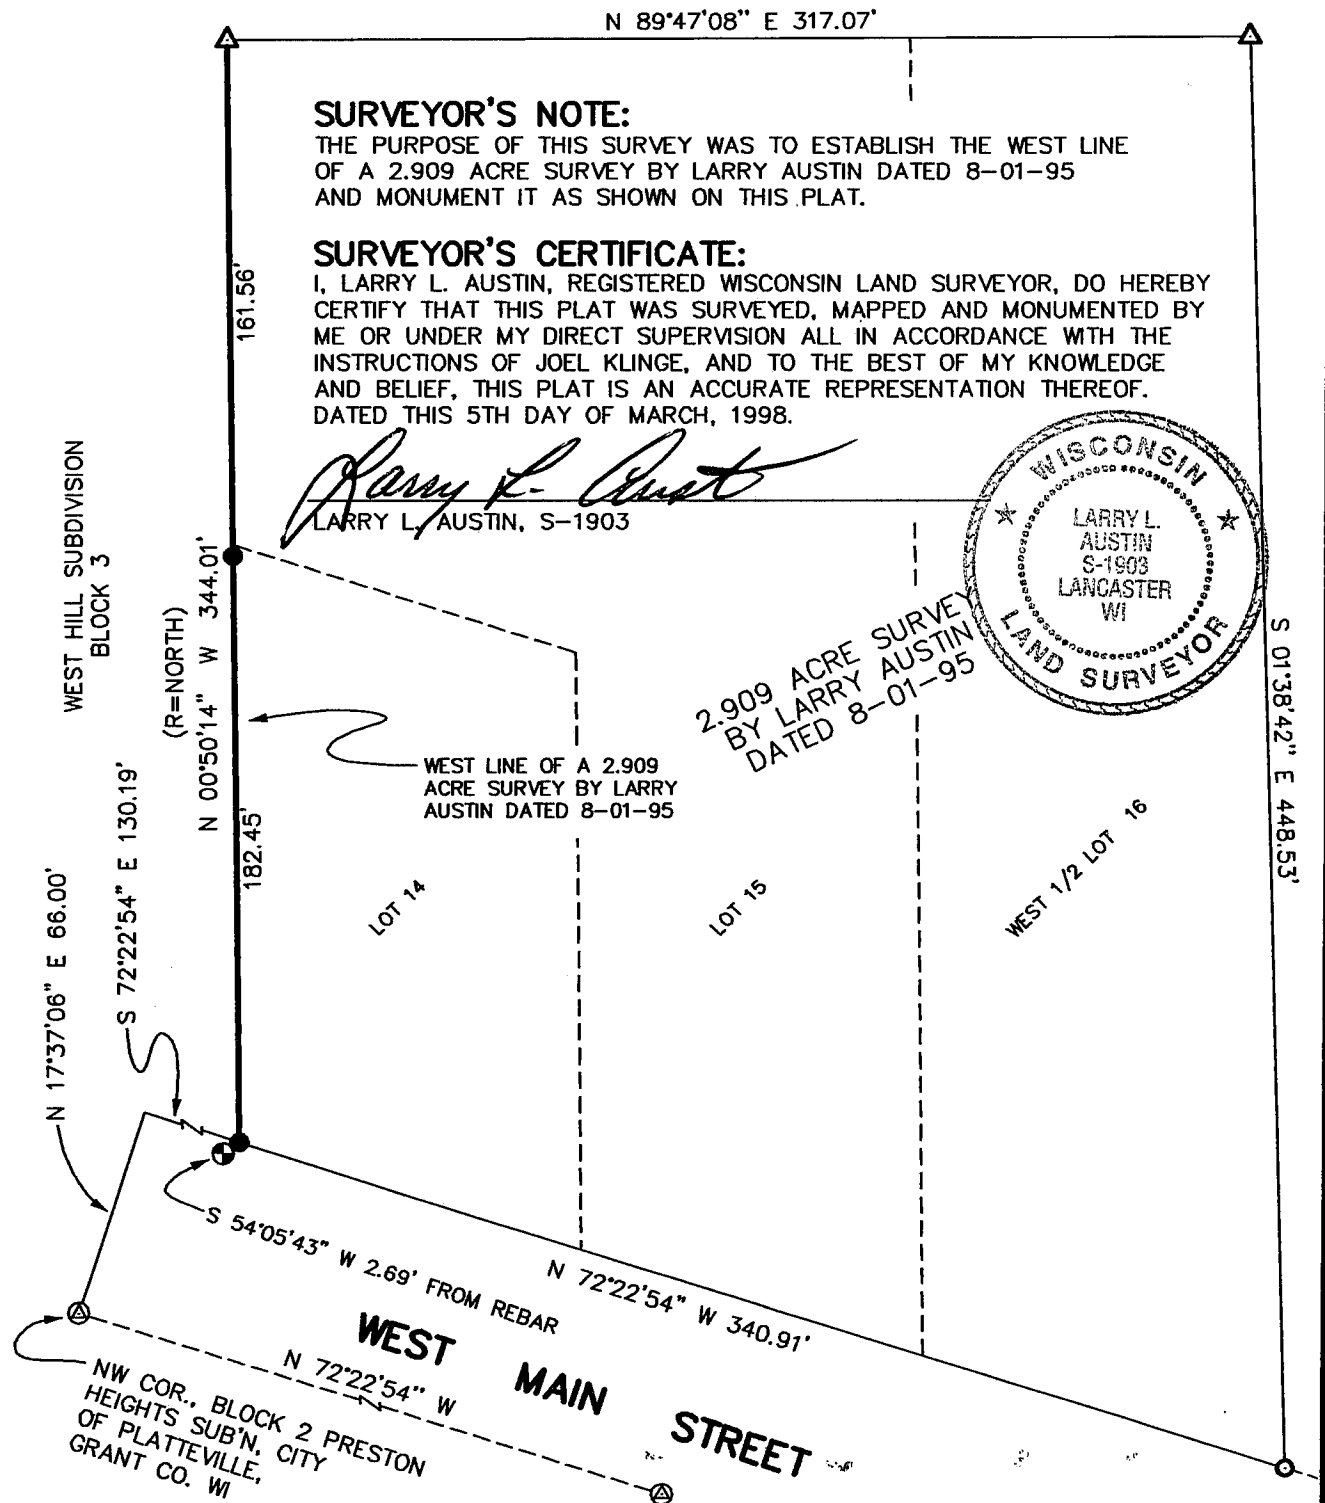 N 89°47'08" E 317.07'
SURVEYOR'S NOTE:
THE PURPOSE OF THIS SURVEY WAS TO ESTABLISH THE WEST LINE
OF A 2.909 ACRE SURVEY BY LARRY AUSTIN DATED 8-01-95
AND MONUMENT IT AS SHOWN ON THIS PLAT.
SURVEYOR'S CERTIFICATE:
I, LARRY L. AUSTIN, REGISTERED WISCONSIN LAND SURVEYOR, DO HEREBY
CERTIFY THAT THIS PLAT WAS SURVEYED, MAPPED AND MONUMENTED BY
ME OR UNDER MY DIRECT SUPERVISION ALL IN ACCORDANCE WITH THE
INSTRUCTIONS OF JOEL KLINGE, AND TO THE BEST OF MY KNOWLEDGE
AND BELIEF, THIS PLAT IS AN ACCURATE REPRESENTATION THEREOF.
DATED THIS 5TH DAY OF MARCH, 1998.
Larry L. Aust
LARRY L. AUSTIN, S-1903
WISCONSIN
LARRY L.
AUSTIN
S-1903
LANCASTER
WI
LAND SURVEYOR
161.56'
WEST HILL SUBDIVISION
BLOCK 3
(R=NORTH)
N 00°50'14" W 344.01'
182.45'
2.909 ACRE SURVEY
BY LARRY AUSTIN
DATED 8-01-95
S 01°38'42" E 448.53'
WEST LINE OF A 2.909
ACRE SURVEY BY LARRY
AUSTIN DATED 8-01-95
LOT 14
LOT 15
WEST 1/2 LOT 16
S 72°22'54" E 130.19'
N 17°37'06" E 66.00'
S 54°05'43" W 2.69' FROM REBAR
N 72°22'54" W 340.91'
WEST MAIN STREET
N 72°22'54" W
NW COR., BLOCK 2 PRESTON
HEIGHTS SUB'N, CITY
OF PLATTEVILLE,
GRANT CO. WI